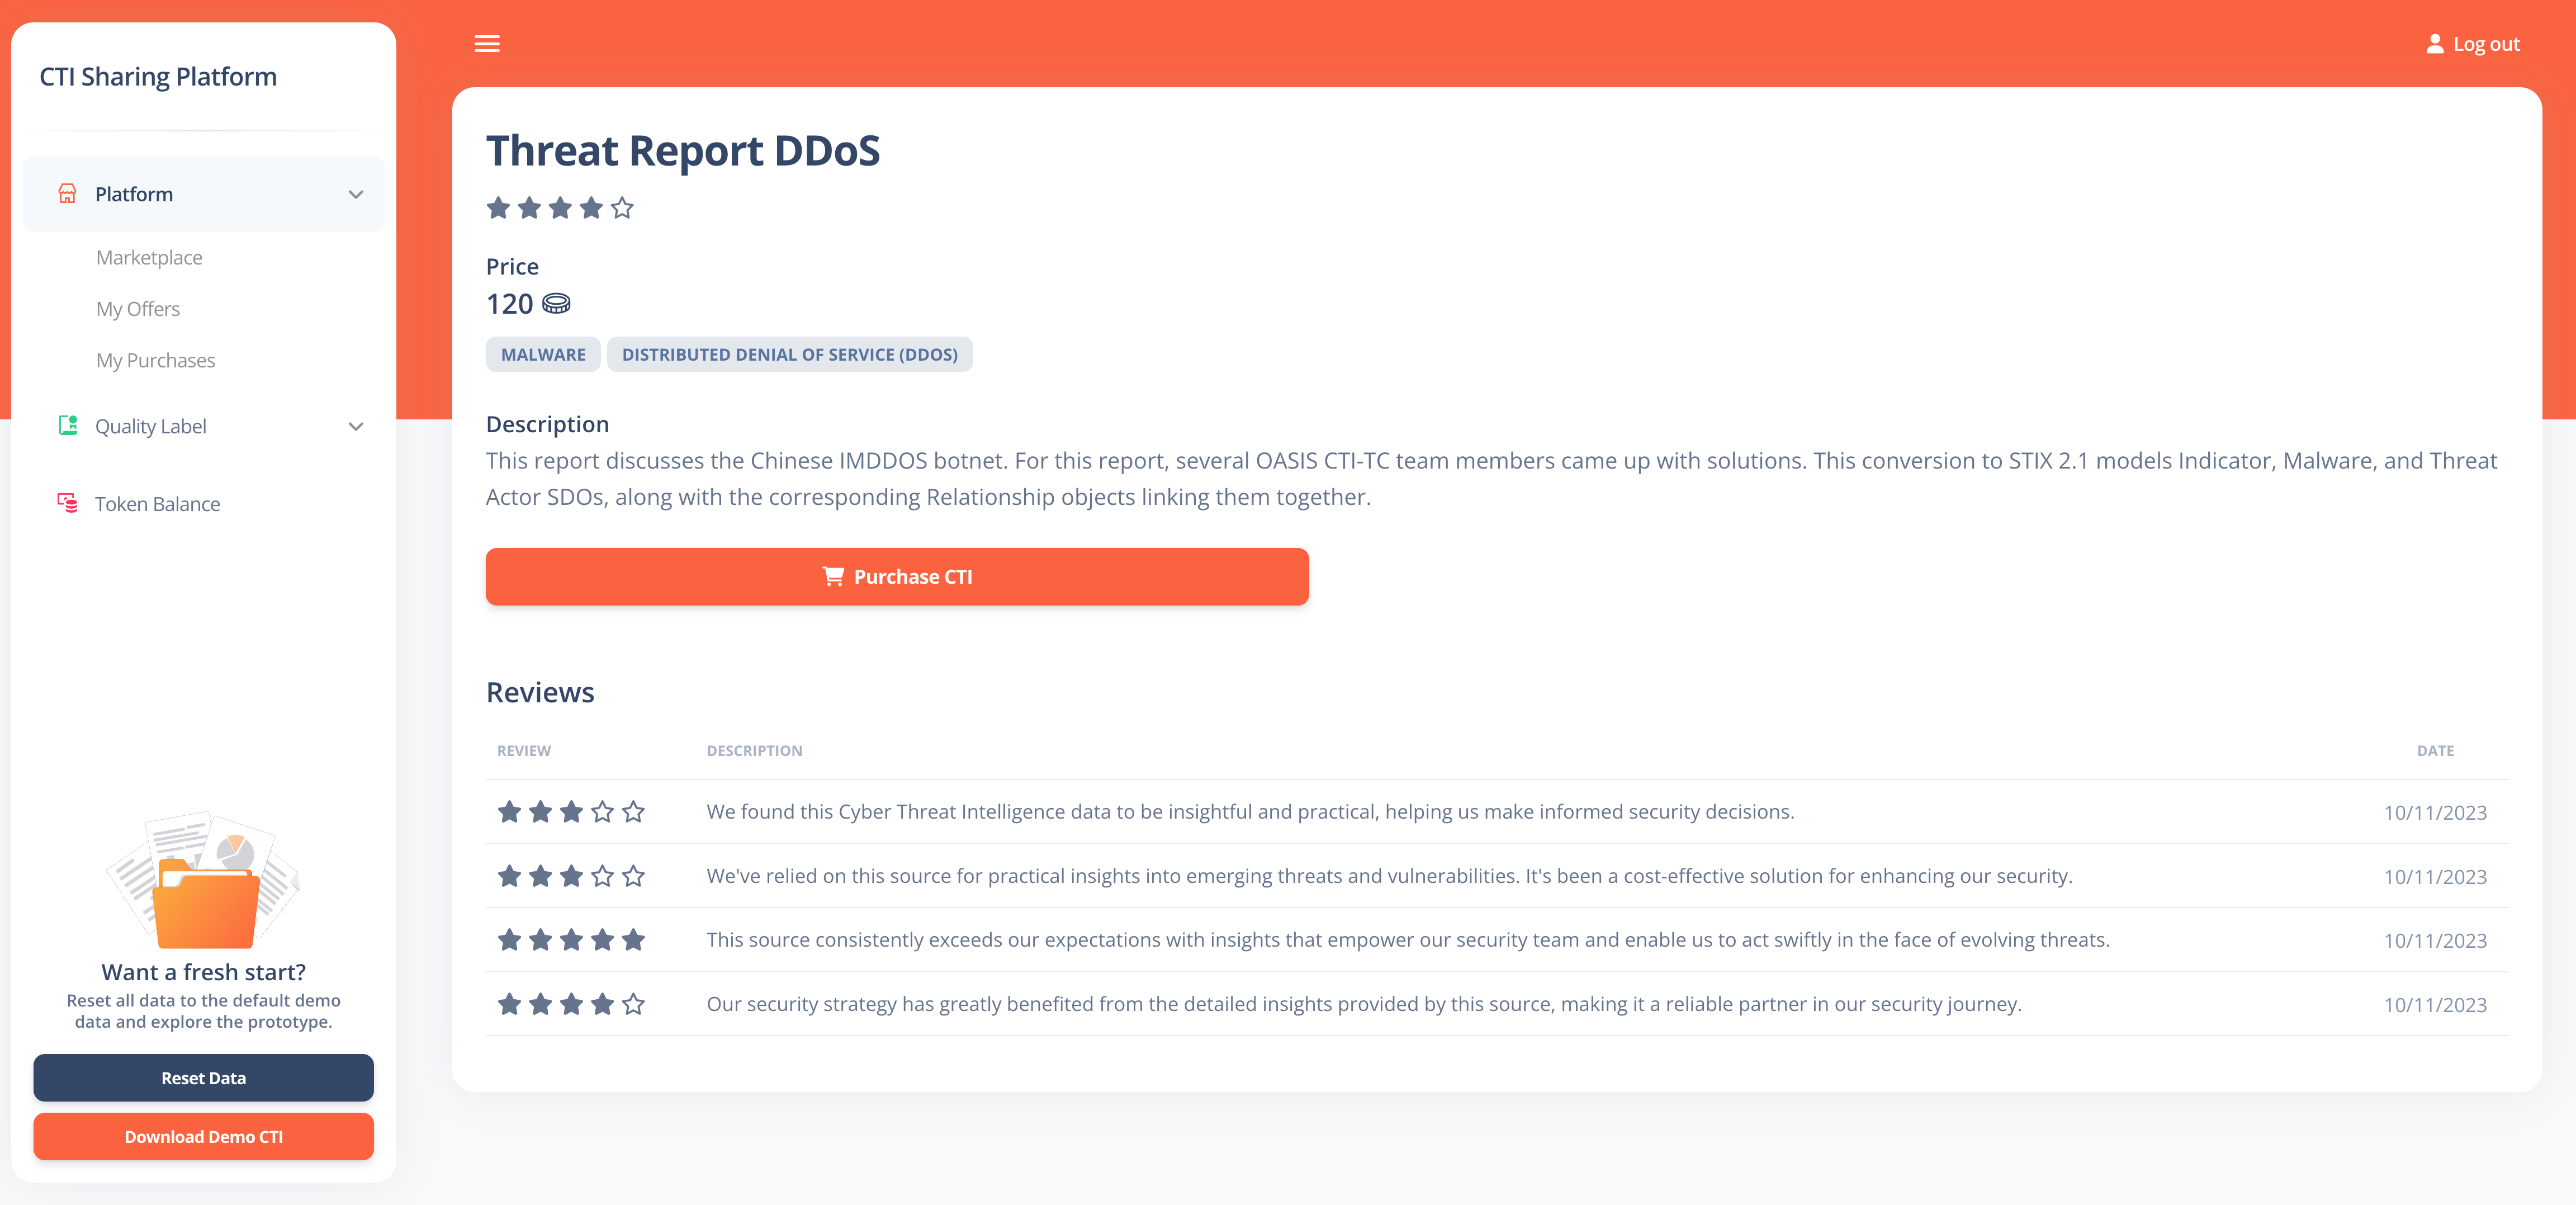 CTI Sharing Platform
Platform
Marketplace
My Offers
My Purchases
Quality Label
Token Balance
Want a fresh start?
Reset all data to the default demo
data and explore the prototype.
Reset Data
Download Demo CTI
Log out
Threat Report DDoS
Price
120
MALWARE DISTRIBUTED DENIAL OF SERVICE (DDOS)
Description
This report discusses the Chinese IMDDOS botnet. For this report, several OASIS CTI-TC team members came up with solutions. This conversion to STIX 2.1 models Indicator, Malware, and Threat
Actor SDOs, along with the corresponding Relationship objects linking them together.
Purchase CTI
Reviews
REVIEW DESCRIPTION DATE
We found this Cyber Threat Intelligence data to be insightful and practical, helping us make informed security decisions. 10/11/2023
We've relied on this source for practical insights into emerging threats and vulnerabilities. It's been a cost-effective solution for enhancing our security. 10/11/2023
This source consistently exceeds our expectations with insights that empower our security team and enable us to act swiftly in the face of evolving threats. 10/11/2023
Our security strategy has greatly benefited from the detailed insights provided by this source, making it a reliable partner in our security journey. 10/11/2023